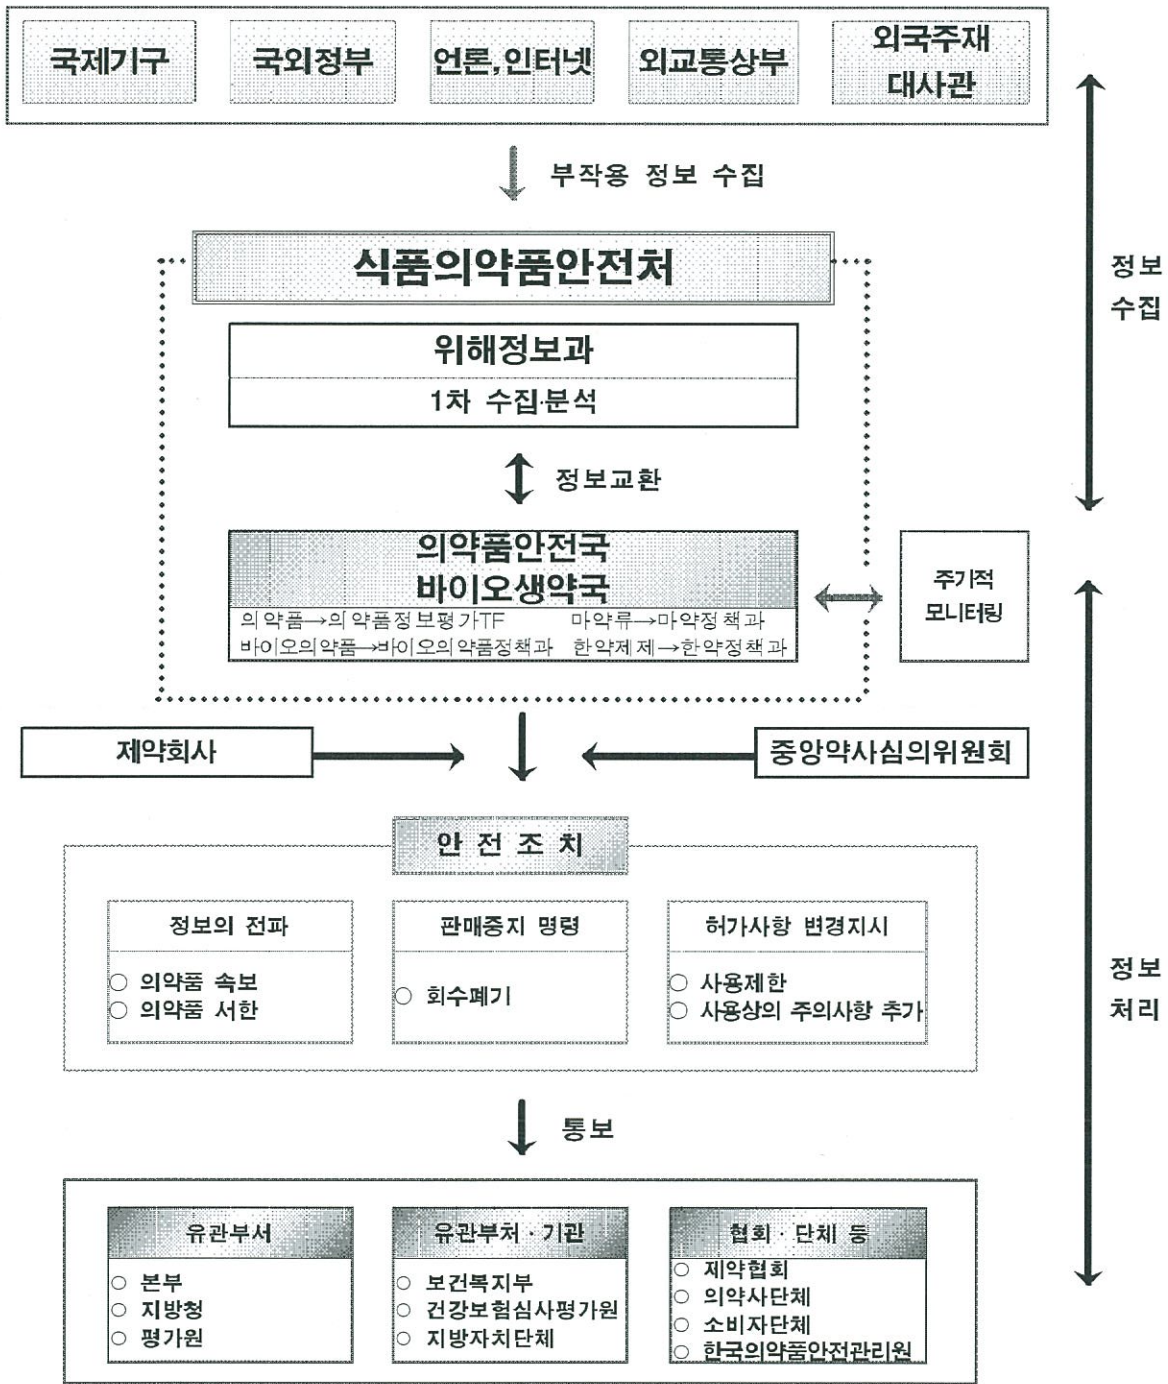 국제기구
국외정부
언론,인터넷
외교통상부
외국주재
대사관
부작용 정보 수집
식품의약품안전처
정보
수집
위해정보과
1차 수집·분석
정보교환
의약품안전국
바이오생약국
의약품→의약품정보평가TF 마약류→마약정책과
바이오의약품→바이오의약품정책과 한약제제→한약정책과
주기적
모니터링
제약회사
중앙약사심의위원회
안 전 조 치
정보의 전파
○ 의약품 속보
○ 의약품 서한
판매중지 명령
○ 회수폐기
허가사항 변경지시
○ 사용제한
○ 사용상의 주의사항 추가
정보
처리
통보
유관부서
○ 본부
○ 지방청
○ 평가원
유관부처 · 기관
○ 보건복지부
○ 건강보험심사평가원
○ 지방자치단체
협회 · 단체 등
○ 제약협회
○ 의약사단체
○ 소비자단체
○ 한국의약품안전관리원